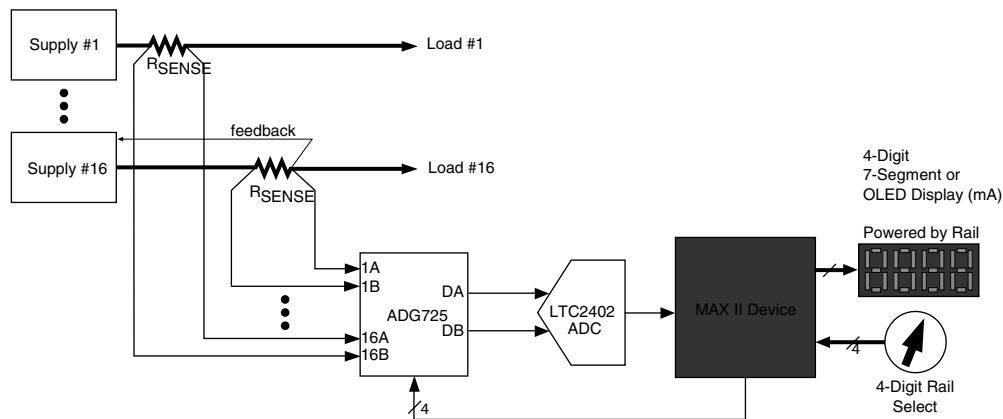 Supply #1
Load #1
RSENSE
feedback
Supply #16
Load #16
RSENSE
4-Digit
7-Segment or
OLED Display (mA)
Powered by Rail
1A
1B
ADG725
DA
DB
16A
16B
LTC2402
ADC
MAX II Device
4
4
4
4-Digit Rail
Select